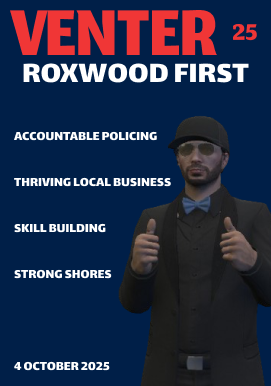 VENTER 25
ROXWOOD FIRST
ACCOUNTABLE POLICING
THRIVING LOCAL BUSINESS
SKILL BUILDING
STRONG SHORES
4 OCTOBER 2025